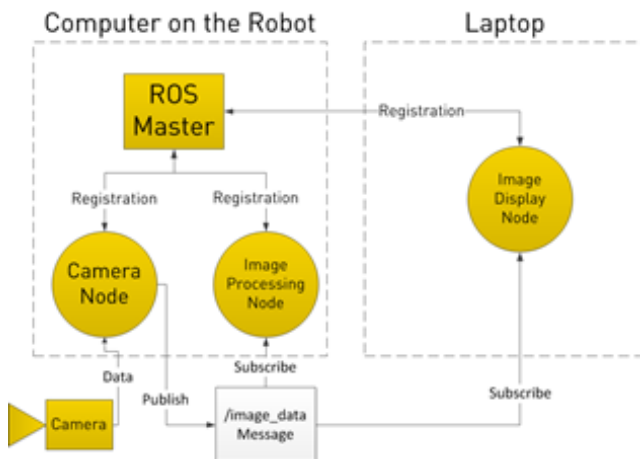 Computer on the Robot
Laptop
ROS
Master
Registration
Registration
Registration
Image
Display
Node
Camera
Node
Image
Processing
Node
Data
Publish
Subscribe
Subscribe
Camera
/image_data
Message